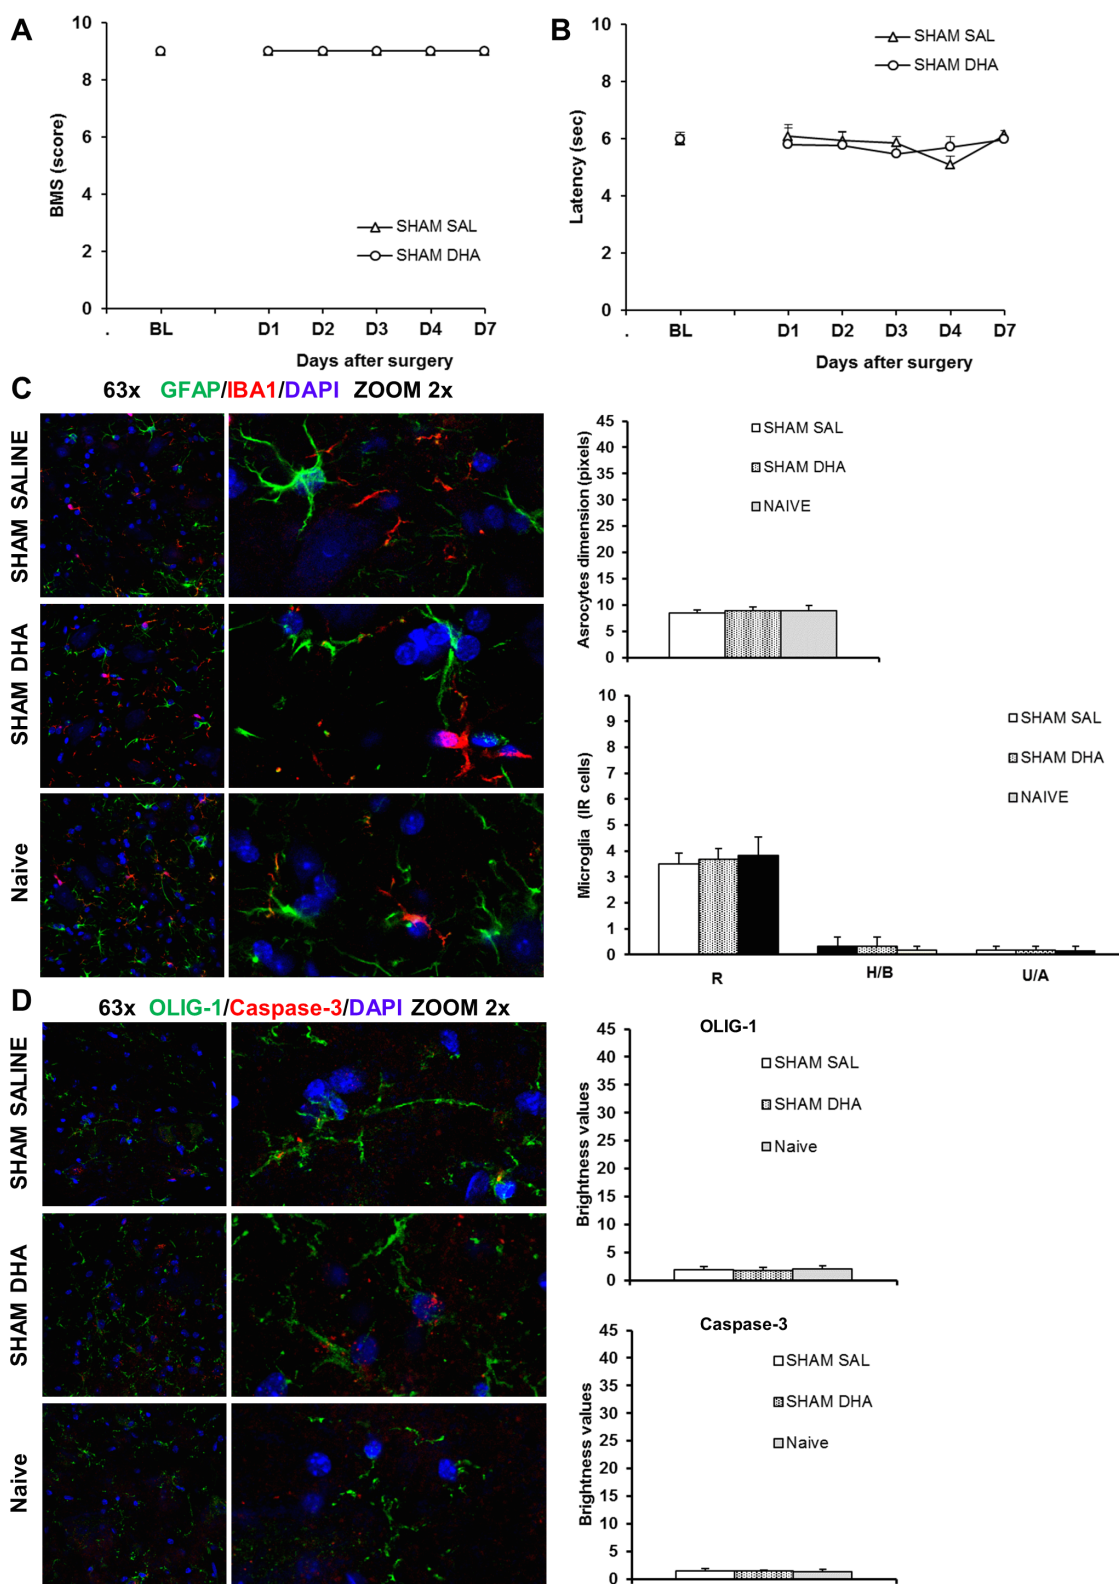 A
10
8
6
4
2
0
BMS (score)
SHAM SAL
SHAM DHA
. BL D1 D2 D3 D4 D7
Days after surgery
B
10
8
6
4
2
0
Latency (sec)
SHAM SAL
SHAM DHA
. BL D1 D2 D3 D4 D7
Days after surgery
C
63x GFAP/IBA1/DAPI ZOOM 2x
SHAM SALINE
SHAM DHA
Naive
45
40
35
30
25
20
15
10
5
0
Asrocytes dimension (pixels)
SHAM SAL
SHAM DHA
NAIVE
10
9
8
7
6
5
4
3
2
1
0
Microglia (IR cells)
SHAM SAL
SHAM DHA
NAIVE
R H/B U/A
D
63x OLIG-1/Caspase-3/DAPI ZOOM 2x
SHAM SALINE
SHAM DHA
Naive
OLIG-1
45
40
35
30
25
20
15
10
5
0
Brightness values
SHAM SAL
SHAM DHA
Naive
Caspase-3
45
40
35
30
25
20
15
10
5
0
Brightness values
SHAM SAL
SHAM DHA
Naive